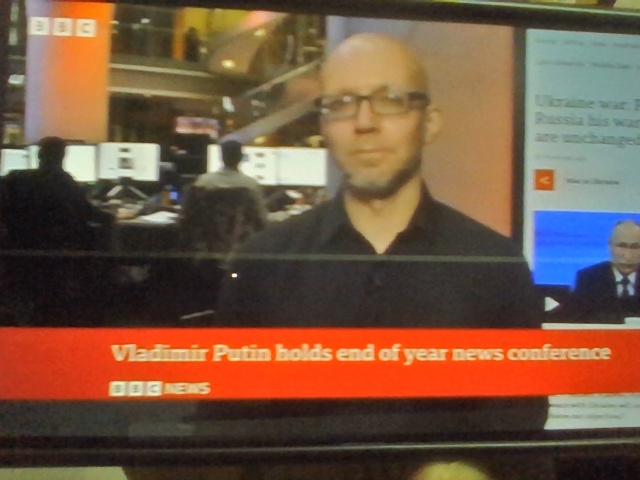 BBC
Ukraine war:
Russia his war
are unchanged
Vladimir Putin holds end of year news conference
BBC NEWS